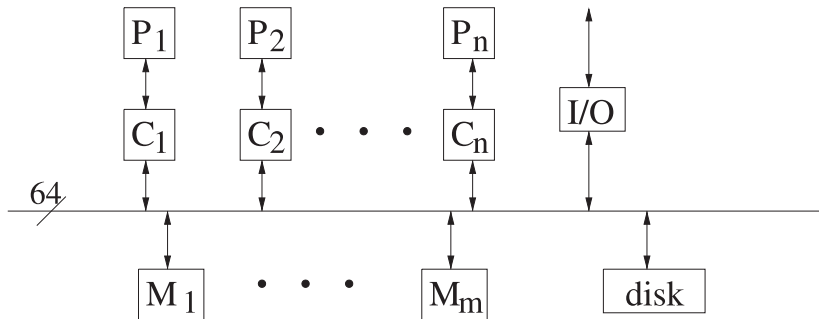 P1 P2 Pn
I/O
C1 C2 • • • Cn
64
M1 • • • Mm disk